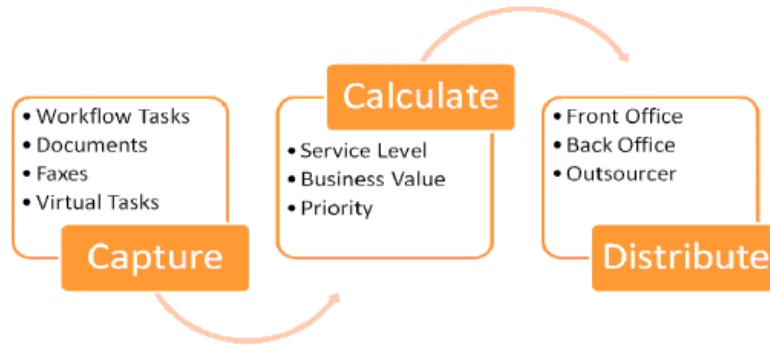 • Workflow Tasks
• Documents
• Faxes
• Virtual Tasks
Capture
Calculate
• Service Level
• Business Value
• Priority
• Front Office
• Back Office
• Outsourcer
Distribute